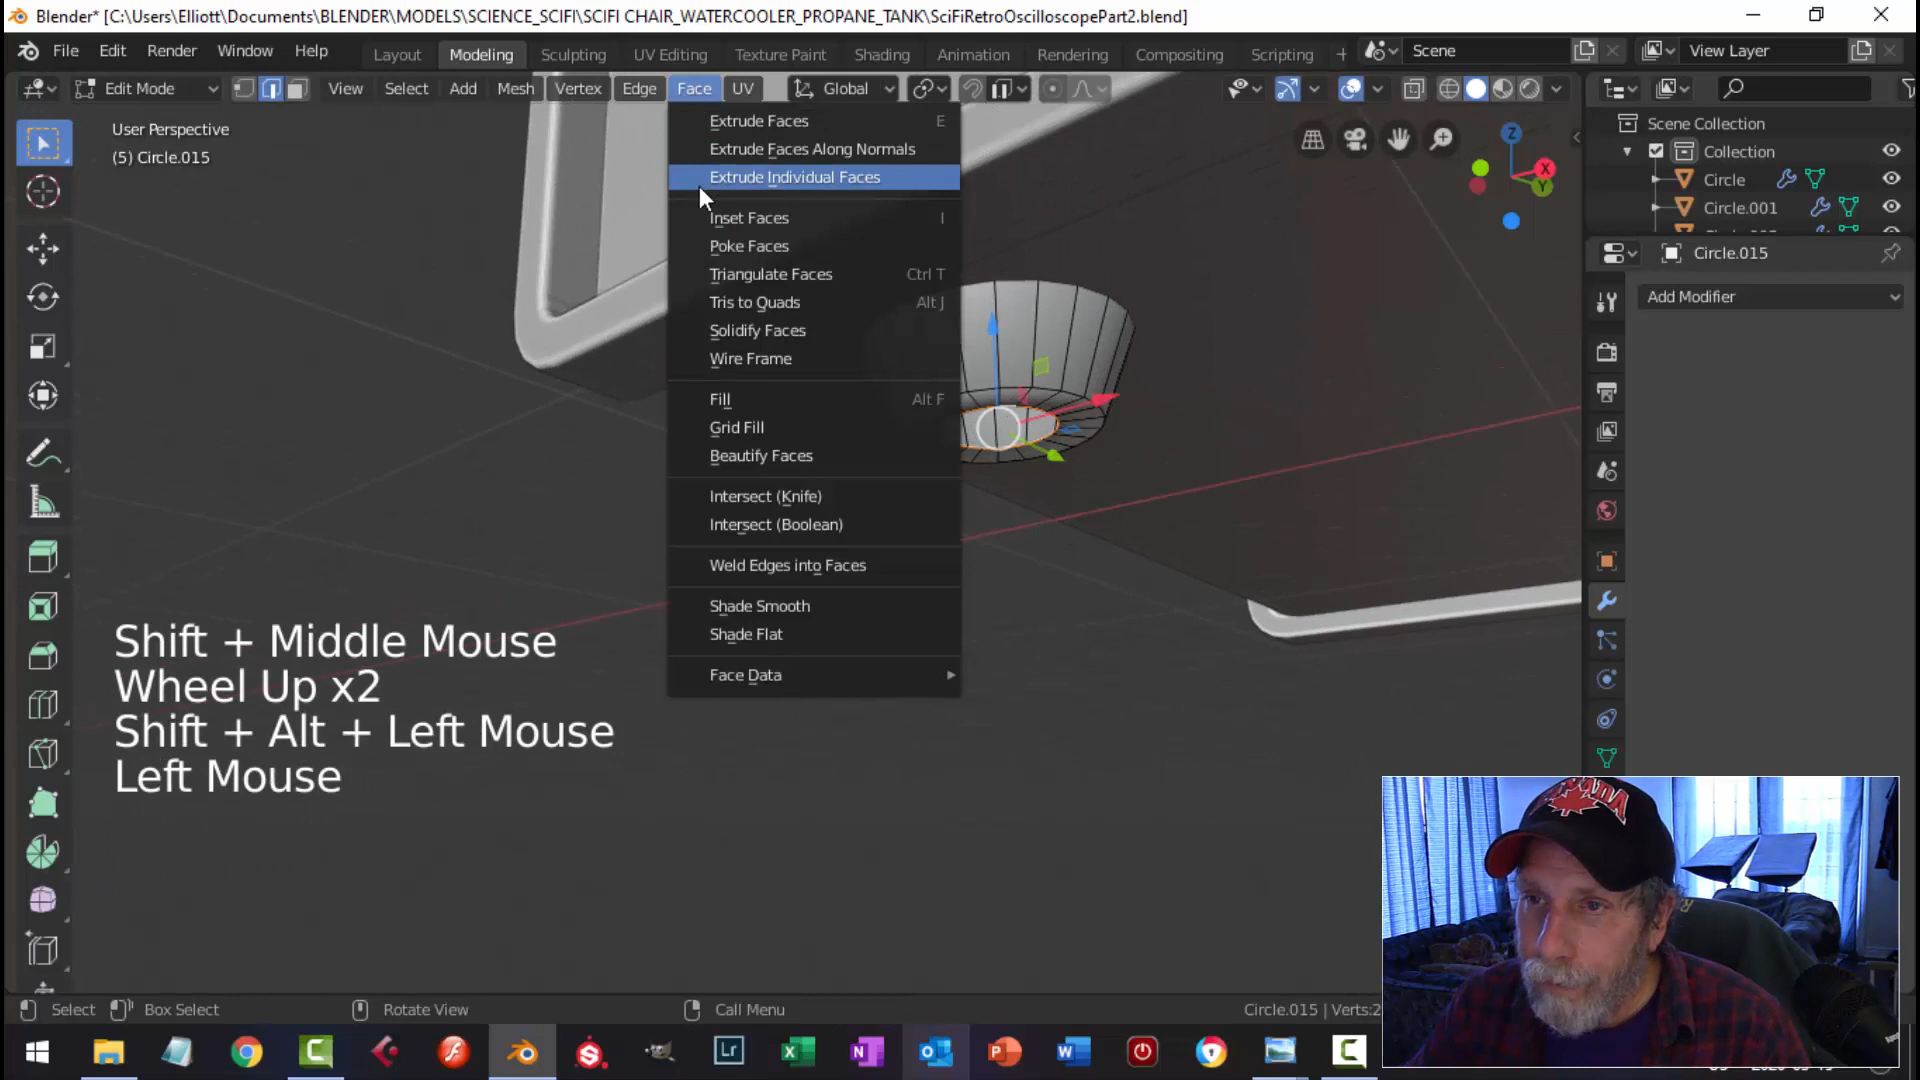 Blender* [C:\Users\Elliott\Documents\BLENDER\MODELS\SCIENCE_SCIFI\SCIFI CHAIR_WATERCOOLER_PROPANE_TANK\SciFiRetroOscilloscopePart2.blend]
File Edit Render Window Help Layout Modeling Sculpting UV Editing Texture Paint Shading Animation Rendering Compositing Scripting + Scene View Layer
Edit Mode View Select Add Mesh Vertex Edge Face UV Global
User Perspective
(5) Circle.015
Extrude Faces E
Extrude Faces Along Normals
Extrude Individual Faces
Inset Faces I
Poke Faces
Triangulate Faces Ctrl T
Tris to Quads Alt J
Solidify Faces
Wire Frame
Fill Alt F
Grid Fill
Beautify Faces
Intersect (Knife)
Intersect (Boolean)
Weld Edges into Faces
Shade Smooth
Shade Flat
Face Data
Z
X
Y
Scene Collection
Collection
Circle
Circle.001
Circle.015
Add Modifier
Shift + Middle Mouse
Wheel Up x2
Shift + Alt + Left Mouse
Left Mouse
CANADA
Select Box Select Rotate View Call Menu Circle.015 | Verts:2
Lr